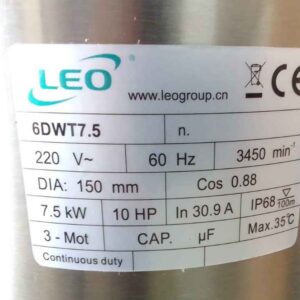 LEO
www.leogroup.cn
CE
6DWT7.5 n.
220 V~ 60 Hz 3450 min⁻¹
DIA: 150 mm Cos 0.88
7.5 kW 10 HP In 30.9 A IP68 100m
3 - Mot CAP. µF Max.35℃
Continuous duty